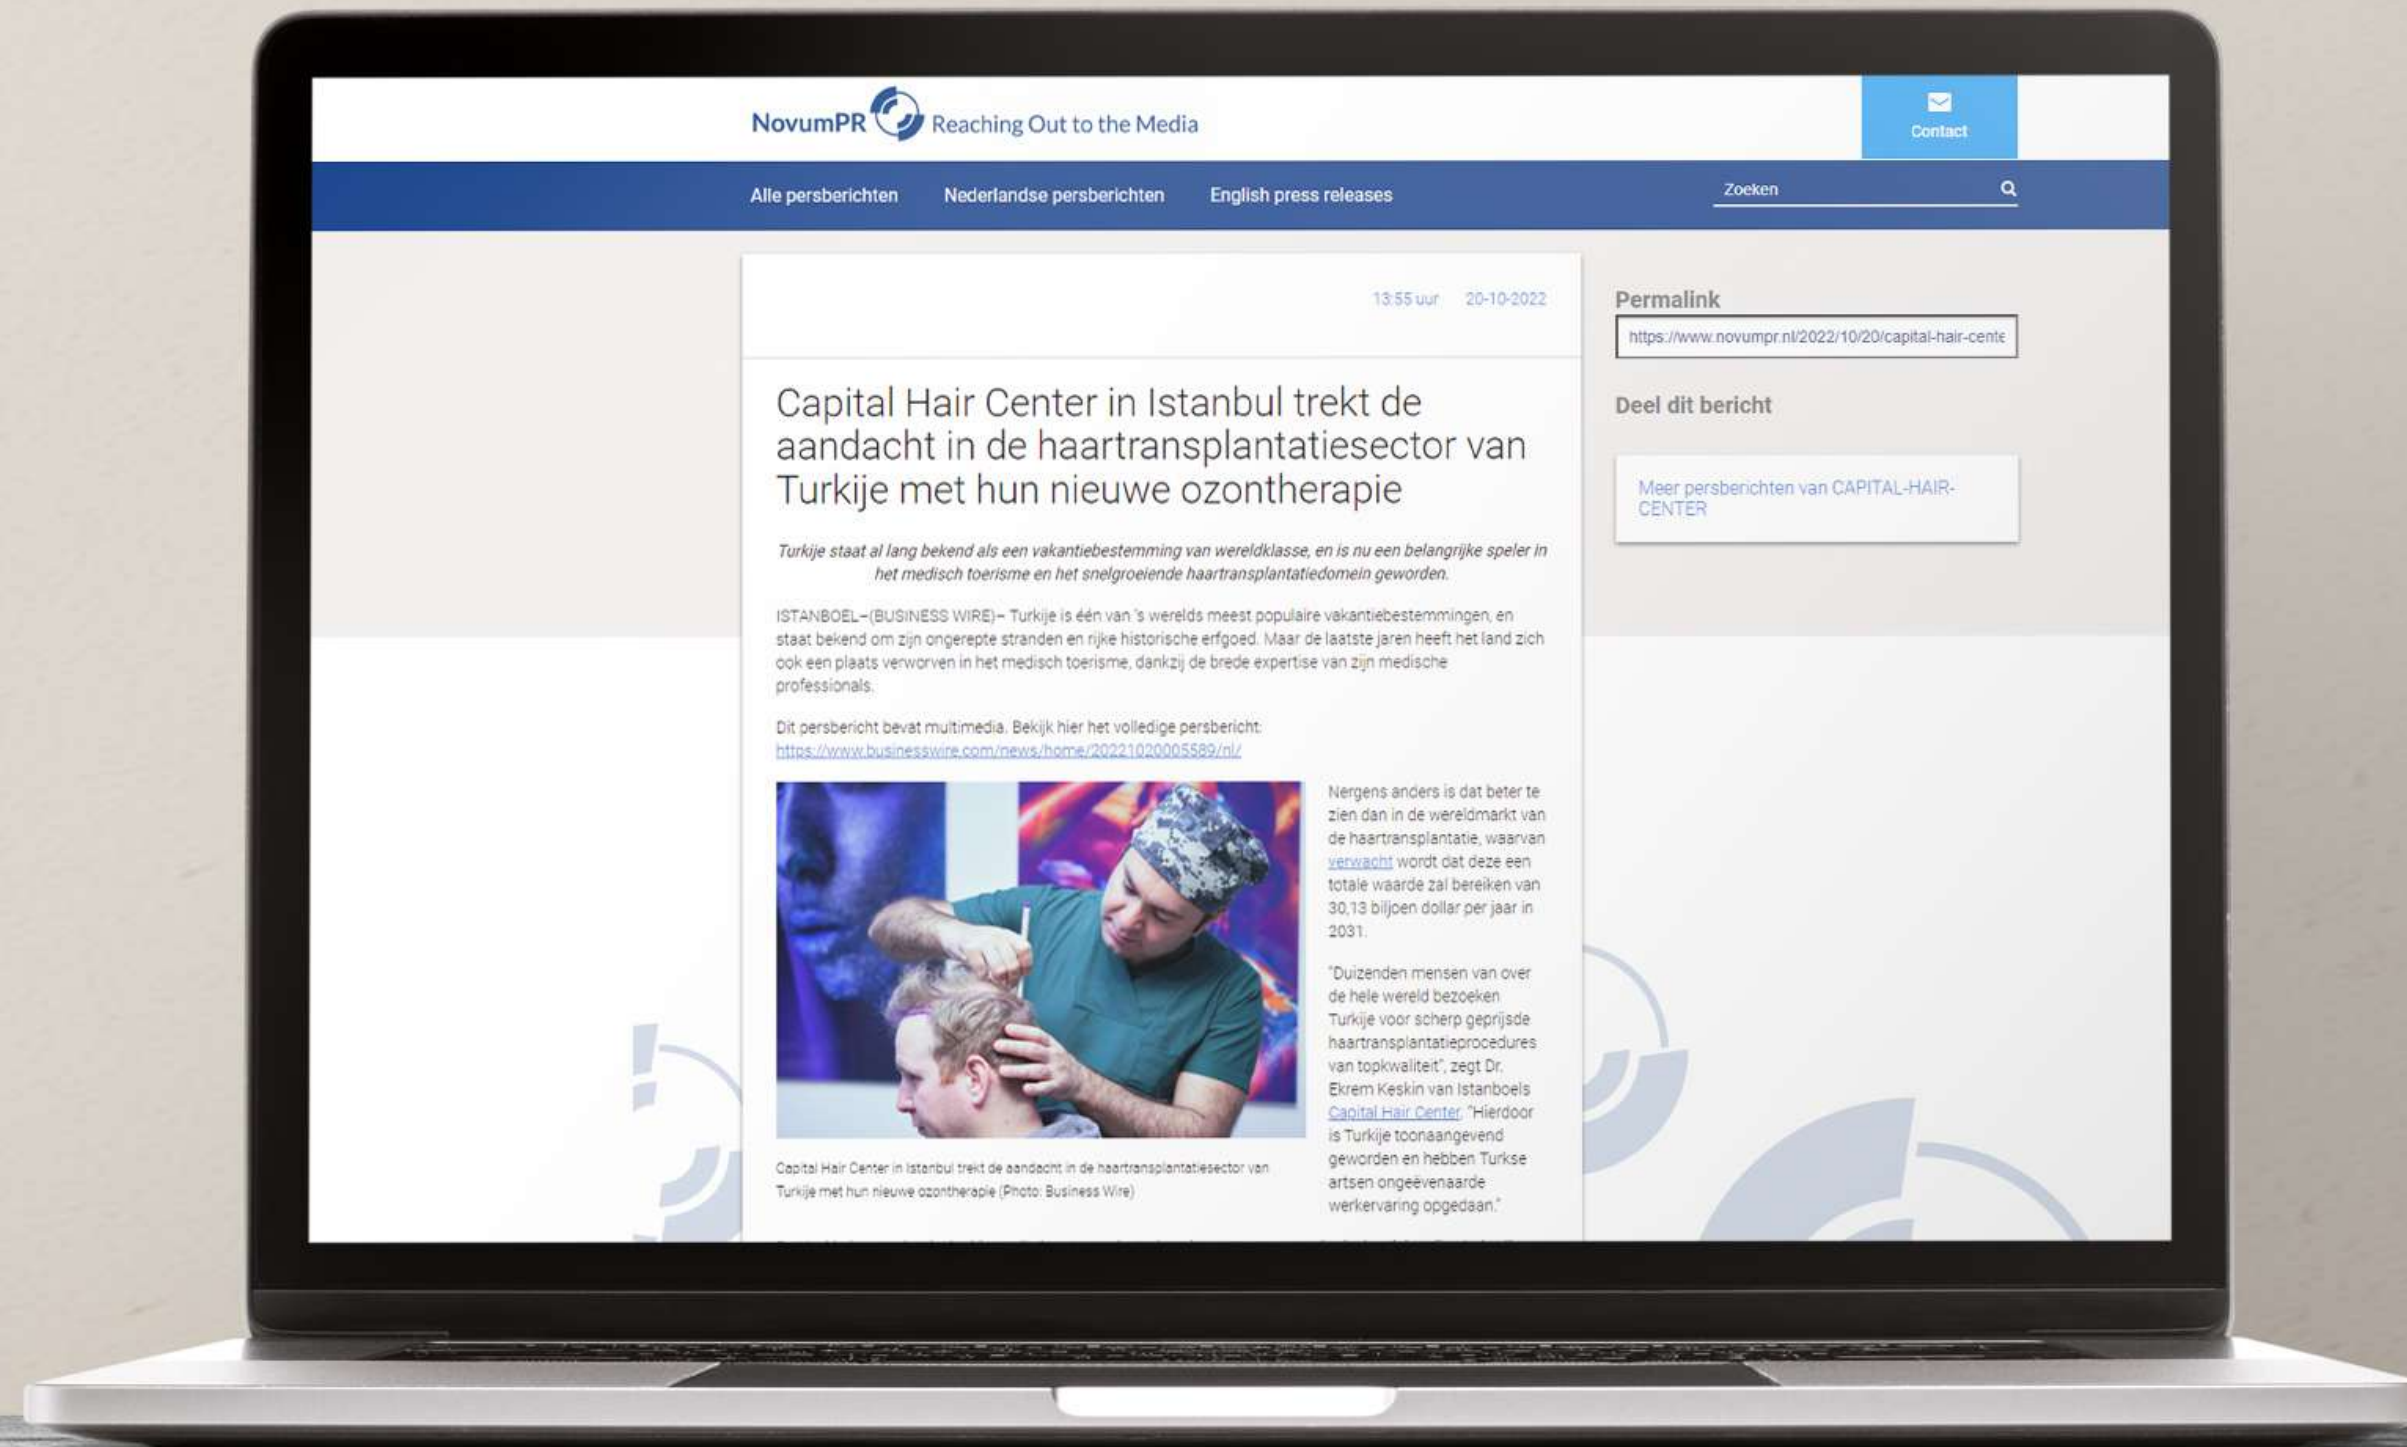 NovumPR Reaching Out to the Media
Contact
Alle persberichten Nederlandse persberichten English press releases
Zoeken
13:55 uur 20-10-2022
Capital Hair Center in Istanbul trekt de
aandacht in de haartransplantatiesector van
Turkije met hun nieuwe ozontherapie
Turkije staat al lang bekend als een vakantiebestemming van wereldklasse, en is nu een belangrijke speler in
het medisch toerisme en het snelgroeiende haartransplantatiedomein geworden.
ISTANBOEL–(BUSINESS WIRE)– Turkije is één van 's werelds meest populaire vakantiebestemmingen, en
staat bekend om zijn ongerepte stranden en rijke historische erfgoed. Maar de laatste jaren heeft het land zich
ook een plaats verworven in het medisch toerisme, dankzij de brede expertise van zijn medische
professionals.
Dit persbericht bevat multimedia. Bekijk hier het volledige persbericht:
https://www.businesswire.com/news/home/20221020005589/nl/
Nergens anders is dat beter te
zien dan in de wereldmarkt van
de haartransplantatie, waarvan
verwacht wordt dat deze een
totale waarde zal bereiken van
30,13 biljoen dollar per jaar in
2031.
"Duizenden mensen van over
de hele wereld bezoeken
Turkije voor scherp geprijsde
haartransplantatieprocedures
van topkwaliteit", zegt Dr.
Ekrem Keskin van Istanboels
Capital Hair Center. "Hierdoor
is Turkije toonaangevend
geworden en hebben Turkse
artsen ongeëvenaarde
werkervaring opgedaan."
Capital Hair Center in Istanbul trekt de aandacht in de haartransplantatiesector van
Turkije met hun nieuwe ozontherapie (Photo: Business Wire)
Permalink
https://www.novumpr.nl/2022/10/20/capital-hair-cente
Deel dit bericht
Meer persberichten van CAPITAL-HAIR-
CENTER